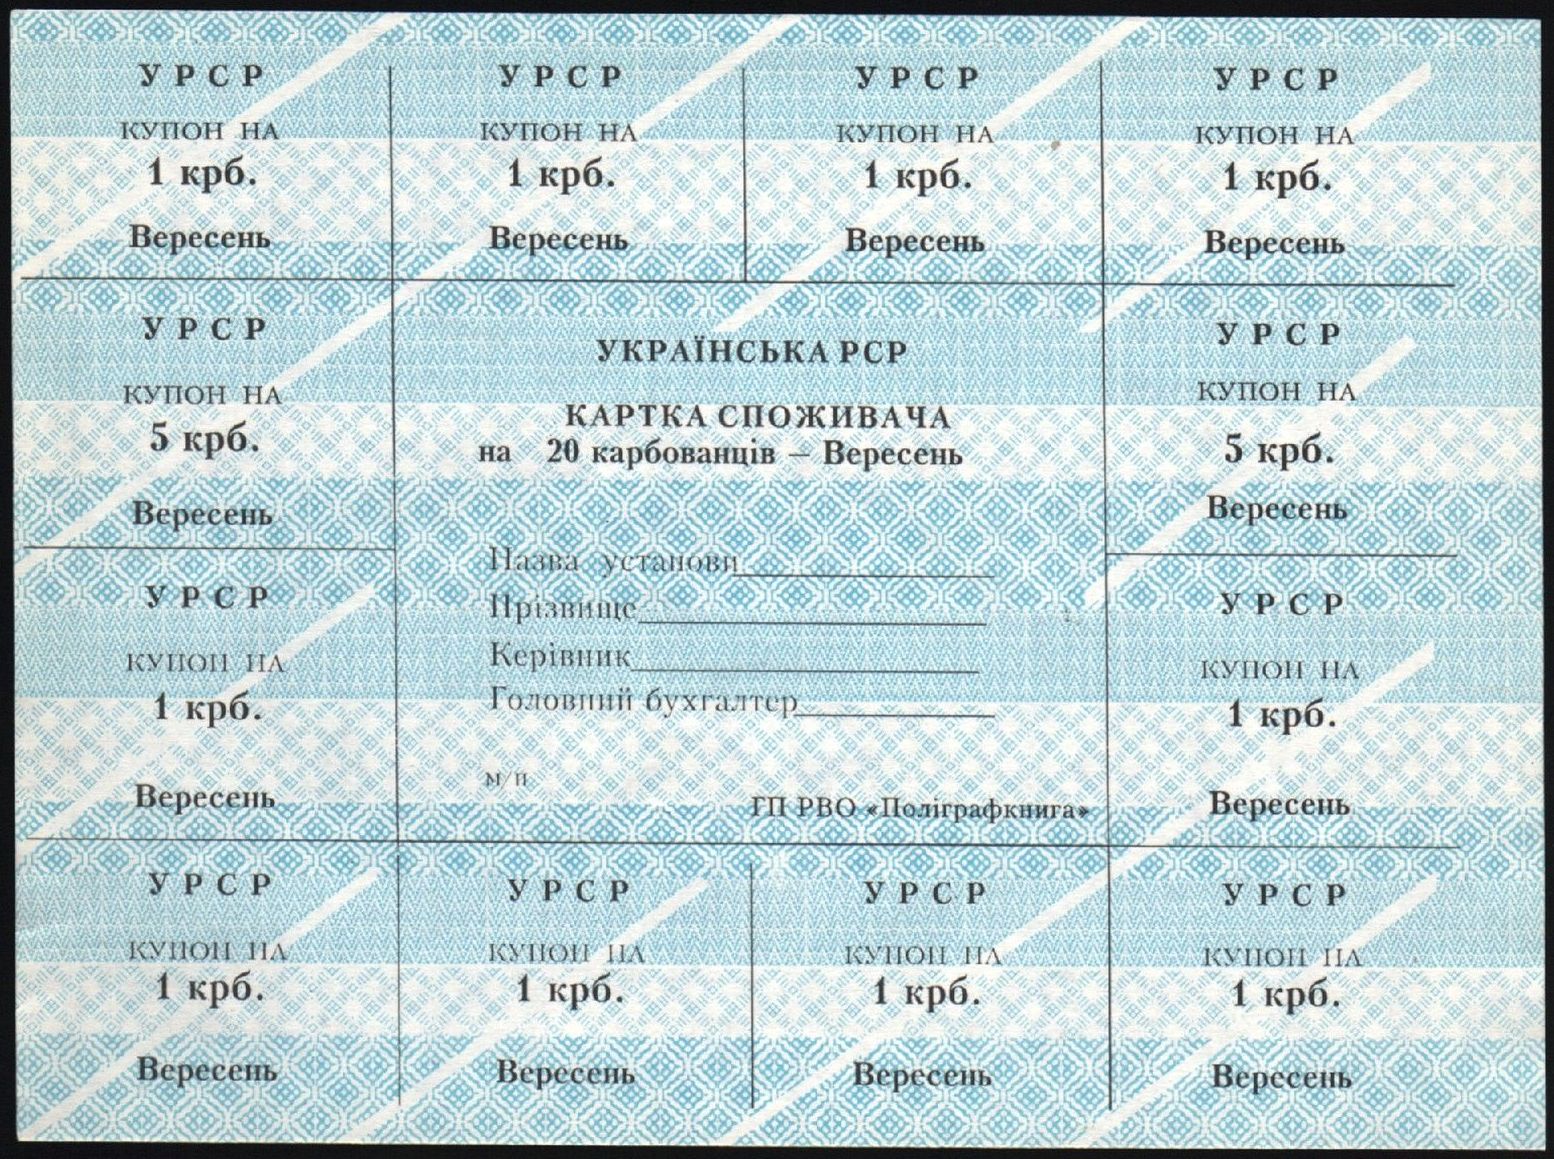 У Р С Р
КУПОН НА
1 крб.
Вересень
У Р С Р
КУПОН НА
1 крб.
Вересень
У Р С Р
КУПОН НА
1 крб.
Вересень
У Р С Р
КУПОН НА
1 крб.
Вересень
У Р С Р
КУПОН НА
5 крб.
Вересень
УКРАЇНСЬКА РСР
КАРТКА СПОЖИВАЧА
на 20 карбованців – Вересень
Назва установи
Прізвище
Керівник
Головний бухгалтер
м/п
ГП РВО «Поліграфкнига»
У Р С Р
КУПОН НА
5 крб.
Вересень
У Р С Р
КУПОН НА
1 крб.
Вересень
У Р С Р
КУПОН НА
1 крб.
Вересень
У Р С Р
КУПОН НА
1 крб.
Вересень
У Р С Р
КУПОН НА
1 крб.
Вересень
У Р С Р
КУПОН НА
1 крб.
Вересень
У Р С Р
КУПОН НА
1 крб.
Вересень